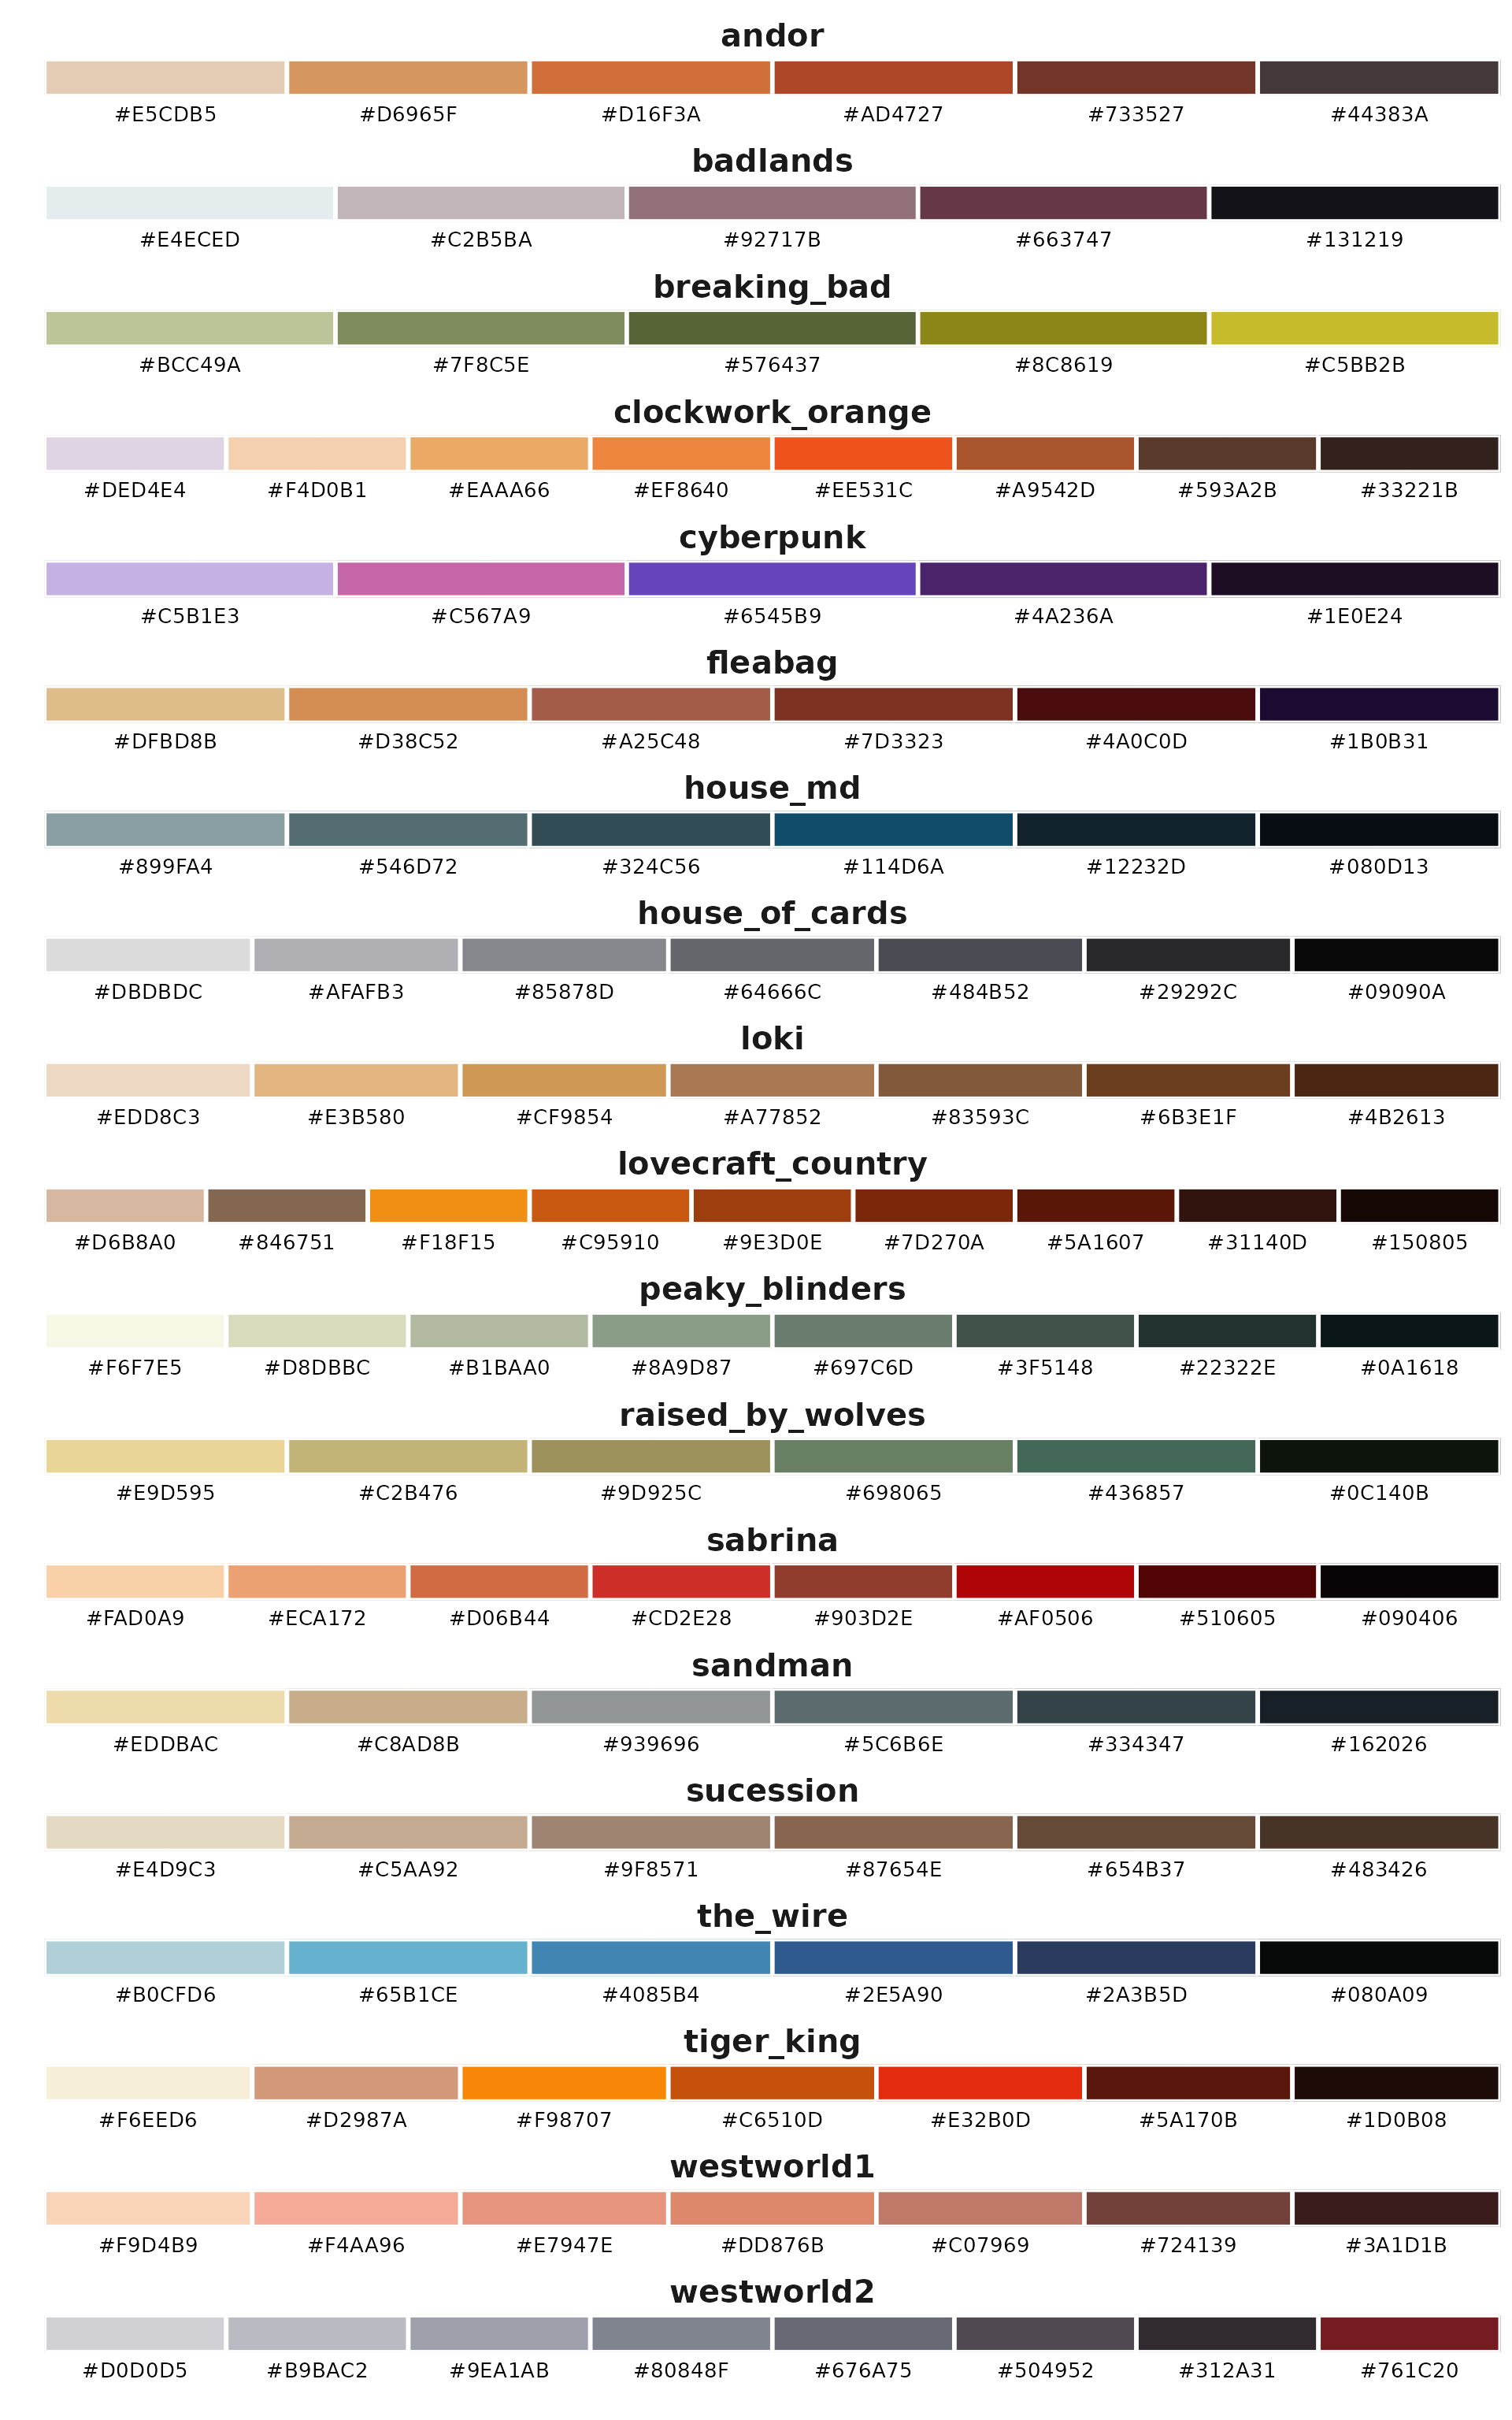 andor
#E5CDB5 #D6965F #D16F3A #AD4727 #733527 #44383A
badlands
#E4ECED #C2B5BA #92717B #663747 #131219
breaking_bad
#BCC49A #7F8C5E #576437 #8C8619 #C5BB2B
clockwork_orange
#DED4E4 #F4D0B1 #EAAA66 #EF8640 #EE531C #A9542D #593A2B #33221B
cyberpunk
#C5B1E3 #C567A9 #6545B9 #4A236A #1E0E24
fleabag
#DFBD8B #D38C52 #A25C48 #7D3323 #4A0C0D #1B0B31
house_md
#899FA4 #546D72 #324C56 #114D6A #12232D #080D13
house_of_cards
#DBDBDC #AFAFB3 #85878D #64666C #484B52 #29292C #09090A
loki
#EDD8C3 #E3B580 #CF9854 #A77852 #83593C #6B3E1F #4B2613
lovecraft_country
#D6B8A0 #846751 #F18F15 #C95910 #9E3D0E #7D270A #5A1607 #31140D #150805
peaky_blinders
#F6F7E5 #D8DBBC #B1BAA0 #8A9D87 #697C6D #3F5148 #22322E #0A1618
raised_by_wolves
#E9D595 #C2B476 #9D925C #698065 #436857 #0C140B
sabrina
#FAD0A9 #ECA172 #D06B44 #CD2E28 #903D2E #AF0506 #510605 #090406
sandman
#EDDBAC #C8AD8B #939696 #5C6B6E #334347 #162026
sucession
#E4D9C3 #C5AA92 #9F8571 #87654E #654B37 #483426
the_wire
#B0CFD6 #65B1CE #4085B4 #2E5A90 #2A3B5D #080A09
tiger_king
#F6EED6 #D2987A #F98707 #C6510D #E32B0D #5A170B #1D0B08
westworld1
#F9D4B9 #F4AA96 #E7947E #DD876B #C07969 #724139 #3A1D1B
westworld2
#D0D0D5 #B9BAC2 #9EA1AB #80848F #676A75 #504952 #312A31 #761C20